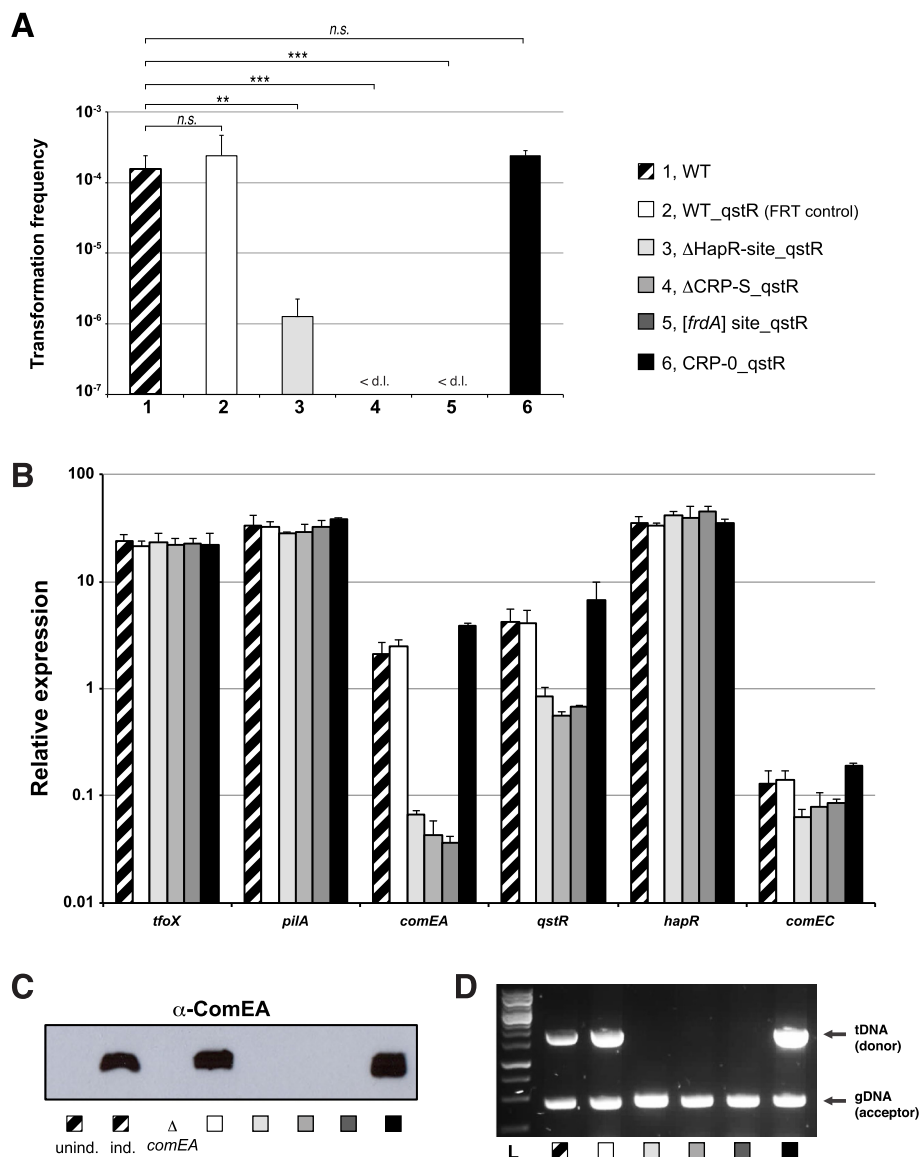 A
n.s.
***
***
**
n.s.
10-3
10-4
10-5
10-6
10-7
Transformation frequency
< d.l.
< d.l.
1 2 3 4 5 6
1, WT
2, WT_qstR (FRT control)
3, ΔHapR-site_qstR
4, ΔCRP-S_qstR
5, [frdA] site_qstR
6, CRP-0_qstR
B
100
10
1
0.1
0.01
Relative expression
tfoX pilA comEA qstR hapR comEC
C
α-ComEA
unind. ind. Δ comEA
D
tDNA
(donor)
gDNA
(acceptor)
L